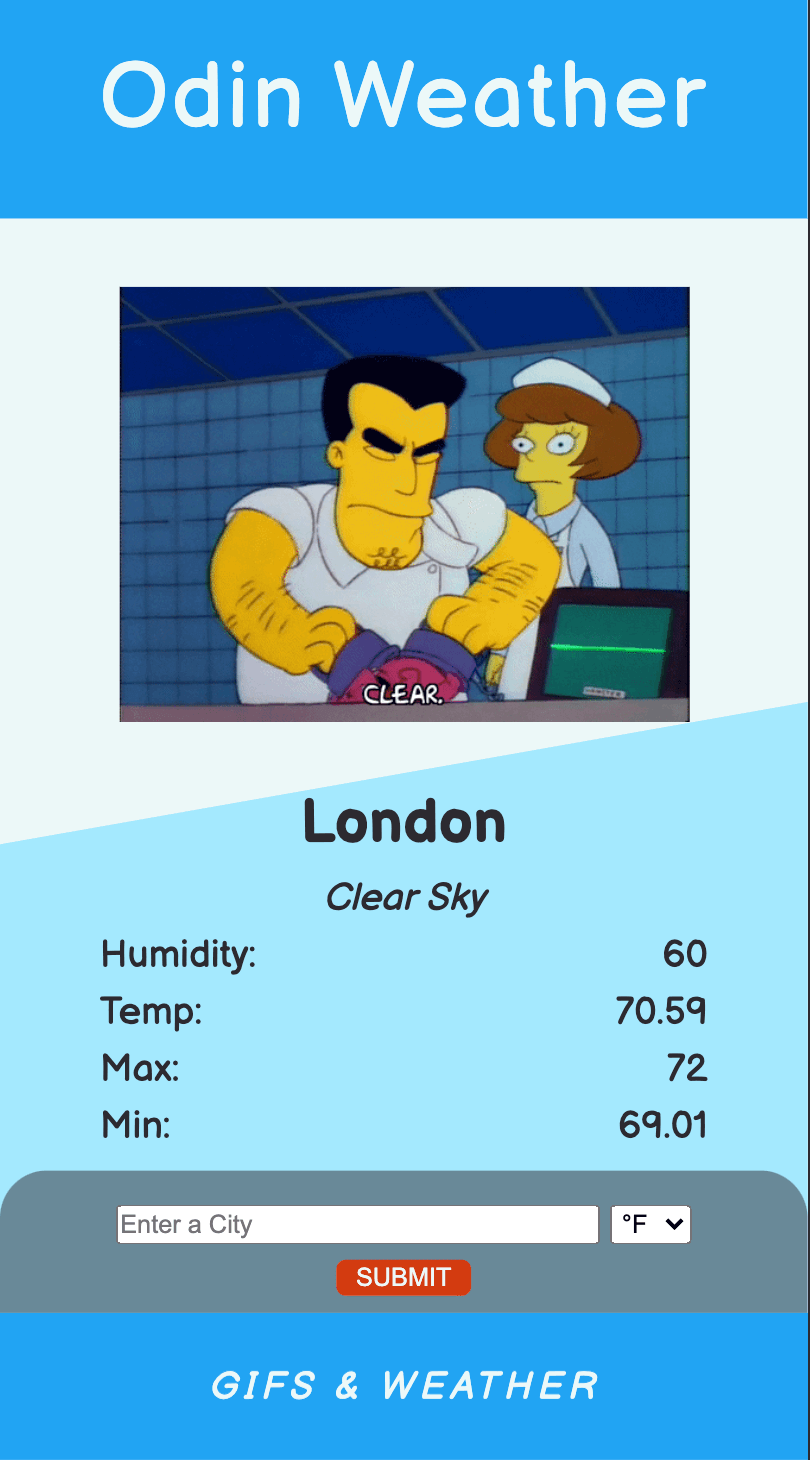 Odin Weather
CLEAR.
London
Clear Sky
Humidity: 60
Temp: 70.59
Max: 72
Min: 69.01
Enter a City °F
SUBMIT
GIFS & WEATHER